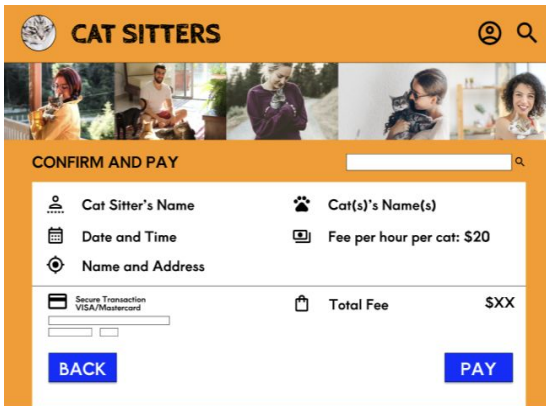 CAT SITTERS
CONFIRM AND PAY
Cat Sitter's Name
Cat(s)'s Name(s)
Date and Time
Fee per hour per cat: $20
Name and Address
Secure Transaction
VISA/Mastercard
Total Fee
$XX
BACK
PAY